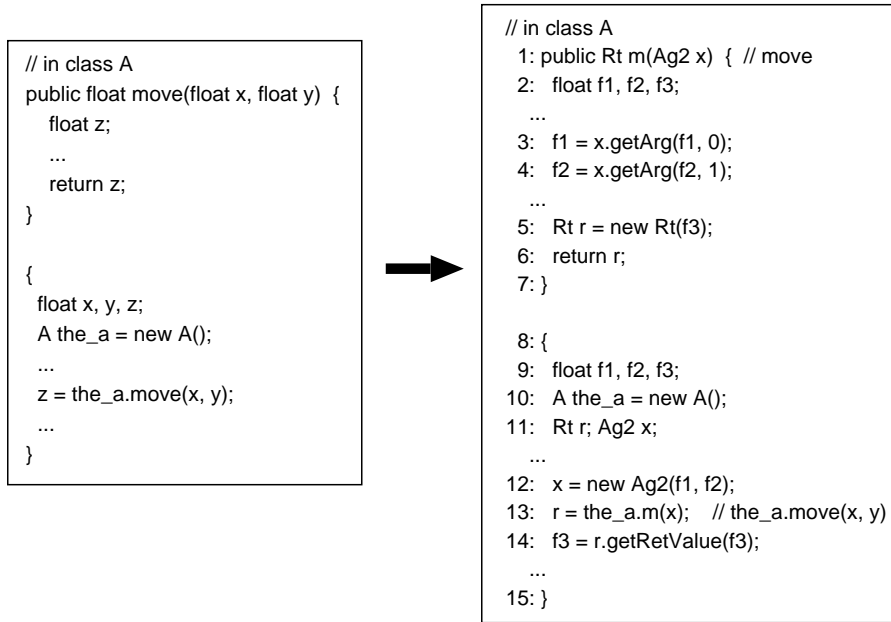 // in class A
public float move(float x, float y) {
float z;
...
return z;
}
{
float x, y, z;
A the_a = new A();
...
z = the_a.move(x, y);
...
}
// in class A
1: public Rt m(Ag2 x) { // move
2: float f1, f2, f3;
...
3: f1 = x.getArg(f1, 0);
4: f2 = x.getArg(f2, 1);
...
5: Rt r = new Rt(f3);
6: return r;
7: }
8: {
9: float f1, f2, f3;
10: A the_a = new A();
11: Rt r; Ag2 x;
...
12: x = new Ag2(f1, f2);
13: r = the_a.m(x); // the_a.move(x, y)
14: f3 = r.getRetValue(f3);
...
15: }